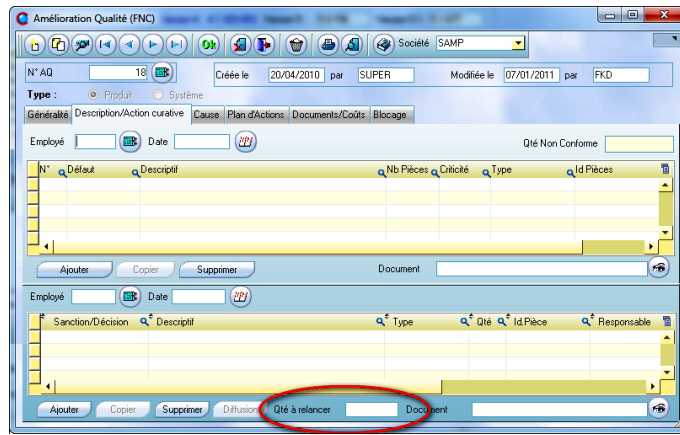 Amélioration Qualité (FNC)
Ok Société SAMP
N° AQ 18 Créée le 20/04/2010 par SUPER Modifiée le 07/01/2011 par FKD
Type : Produit Système
Généralité Description/Action curative Cause Plan d'Actions Documents/Coûts Blocage
Employé Date Qté Non Conforme
N° Défaut Descriptif Nb Pièces Criticité Type Id Pièces
Ajouter Copier Supprimer Document
Employé Date
Sanction/Décision Descriptif Type Qté Id.Pièce Responsable
Ajouter Copier Supprimer Diffusion Qté à relancer Document